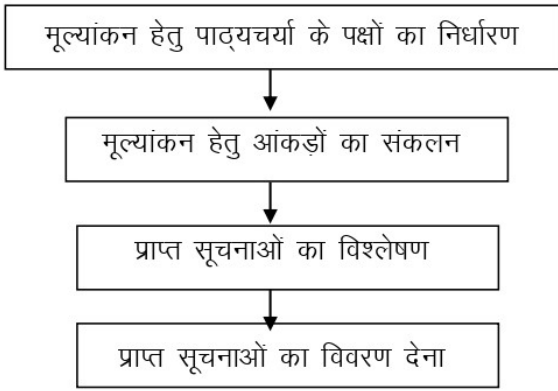 मूल्यांकन हेतु पाठ्यचर्या के पक्षों का निर्धारण
मूल्यांकन हेतु आंकड़ों का संकलन
प्राप्त सूचनाओं का विश्लेषण
प्राप्त सूचनाओं का विवरण देना